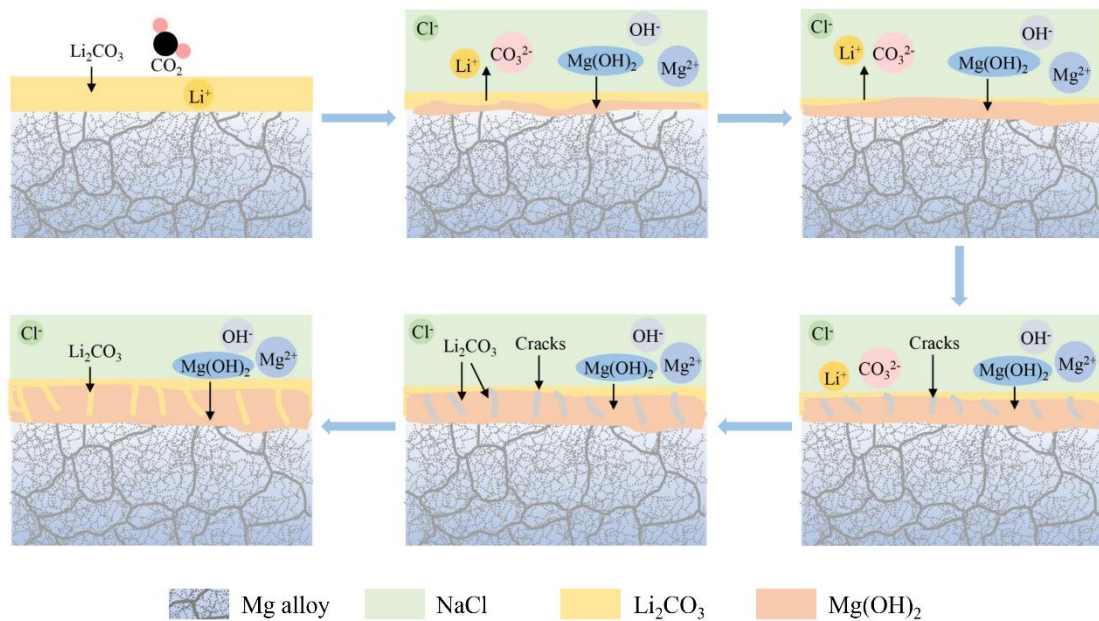 Li₂CO₃
CO₂
Li⁺
Cl⁻
Li⁺
CO₃²⁻
OH⁻
Mg(OH)₂
Mg²⁺
Cl⁻
Li⁺
CO₃²⁻
OH⁻
Mg(OH)₂
Mg²⁺
Cl⁻
Li₂CO₃
OH⁻
Mg(OH)₂
Mg²⁺
Cl⁻
Li₂CO₃
Cracks
OH⁻
Mg(OH)₂
Mg²⁺
Cl⁻
Li⁺
CO₃²⁻
Cracks
OH⁻
Mg(OH)₂
Mg²⁺
Mg alloy
NaCl
Li₂CO₃
Mg(OH)₂